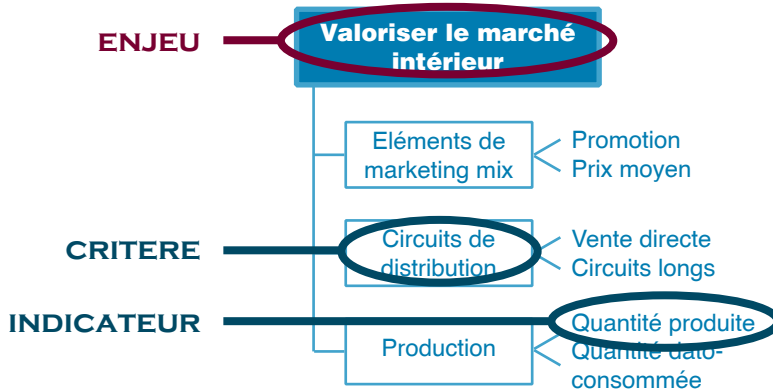 ENJEU
Valoriser le marché
intérieur
Eléments de
marketing mix
Promotion
Prix moyen
CRITERE
Circuits de
distribution
Vente directe
Circuits longs
INDICATEUR
Production
Quantité produite
Quantité
consommée